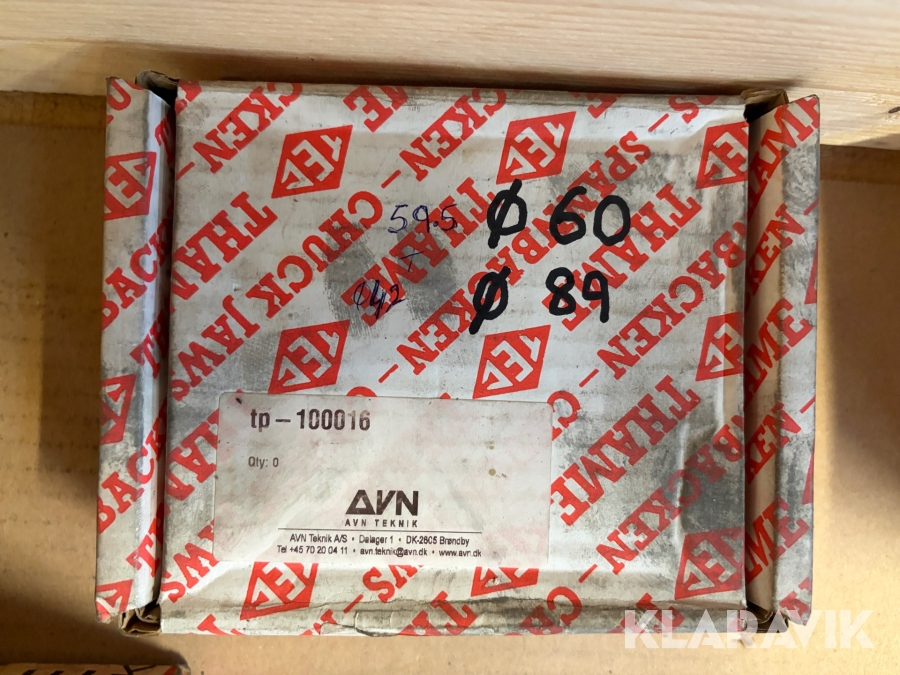 THAME - CHUCK JAWS - SPANNBACKEN
59.5 Ø 60
Ø 89
tp-100016
Qty: 0
AVN
AVN TEKNIK
AVN Teknik A/S • Dalager 1 • DK-2605 Brøndby
Tel +45 70 20 04 11 • avn.teknik@avn.dk • www.avn.dk
KLARAVIK